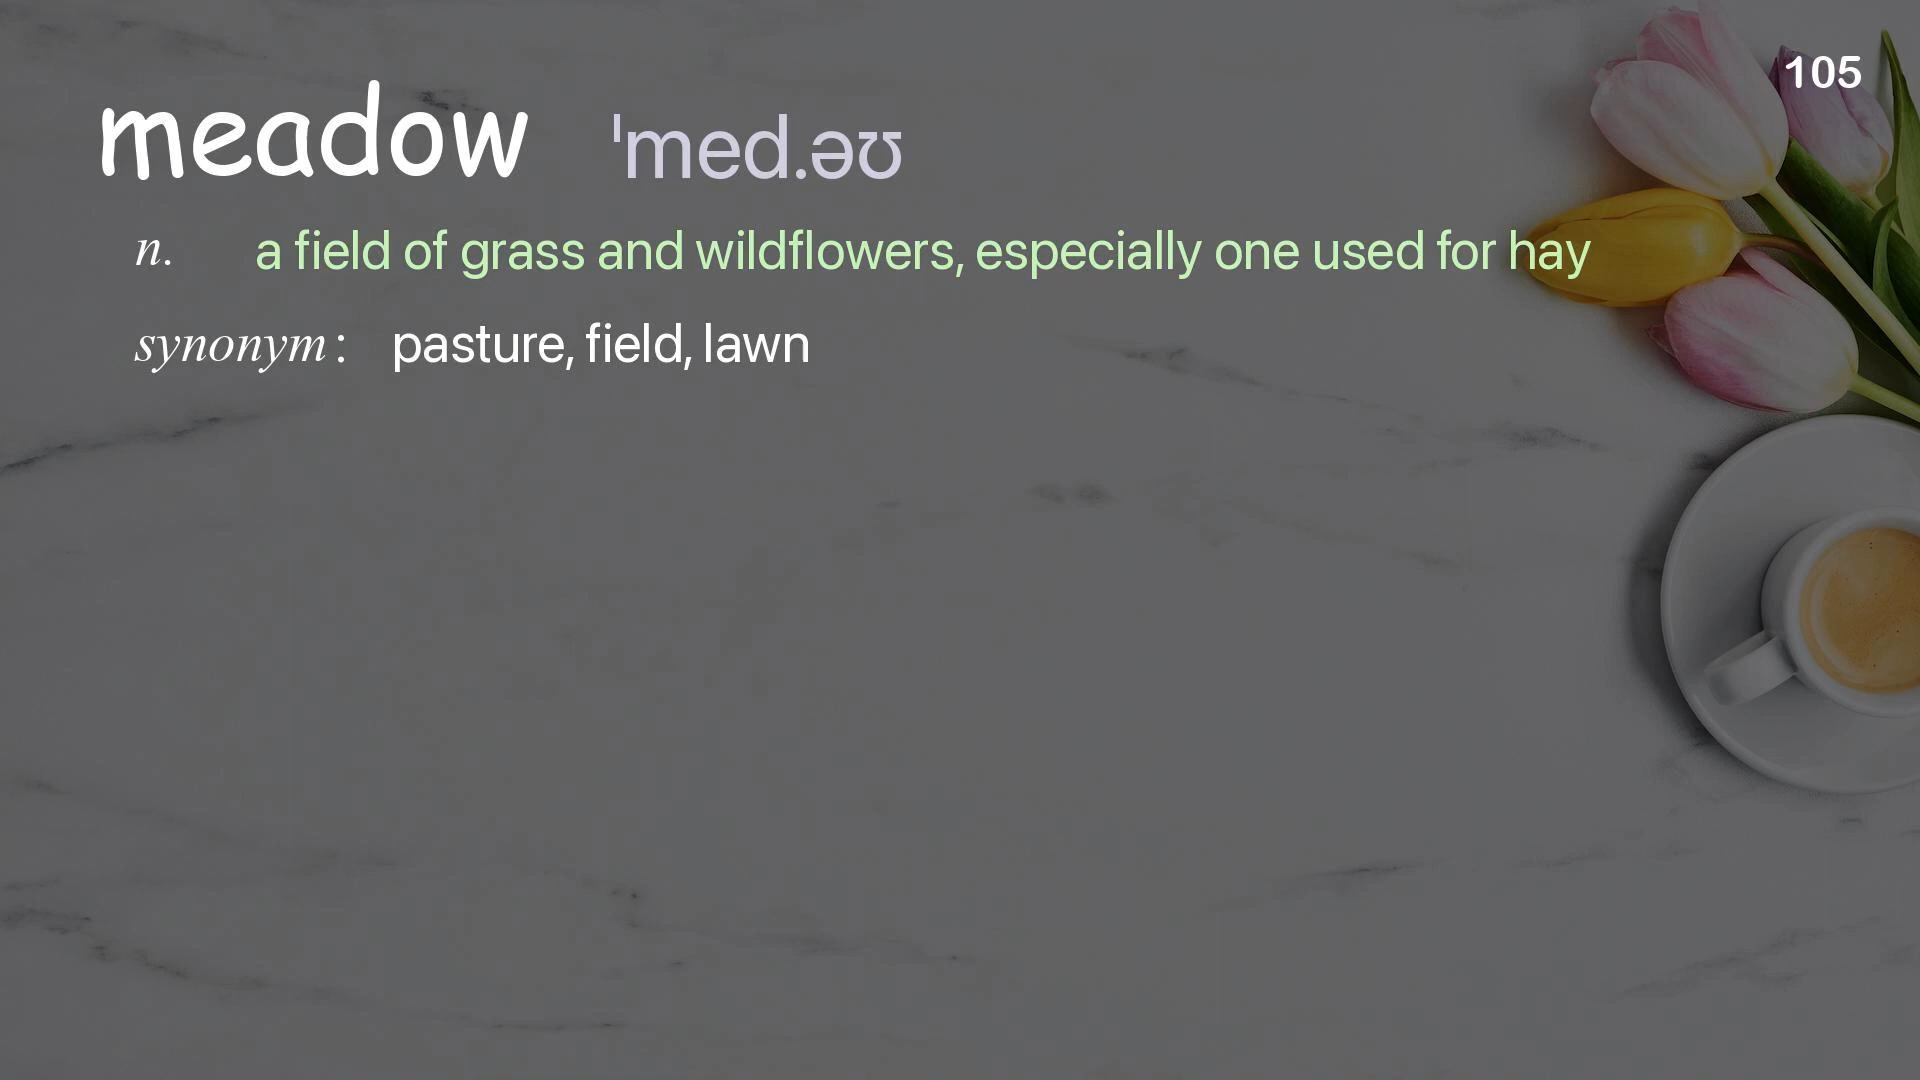 105
meadow ˈmed.əʊ
n. a field of grass and wildflowers, especially one used for hay
synonym: pasture, field, lawn